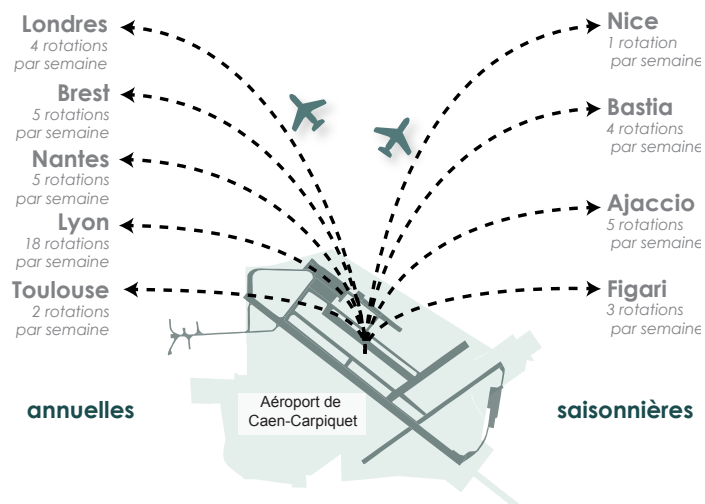 Londres
4 rotations
par semaine
Brest
5 rotations
par semaine
Nantes
5 rotations
par semaine
Lyon
18 rotations
par semaine
Toulouse
2 rotations
par semaine
annuelles
Nice
1 rotation
par semaine
Bastia
4 rotations
par semaine
Ajaccio
5 rotations
par semaine
Figari
3 rotations
par semaine
saisonnières
Aéroport de
Caen-Carpiquet